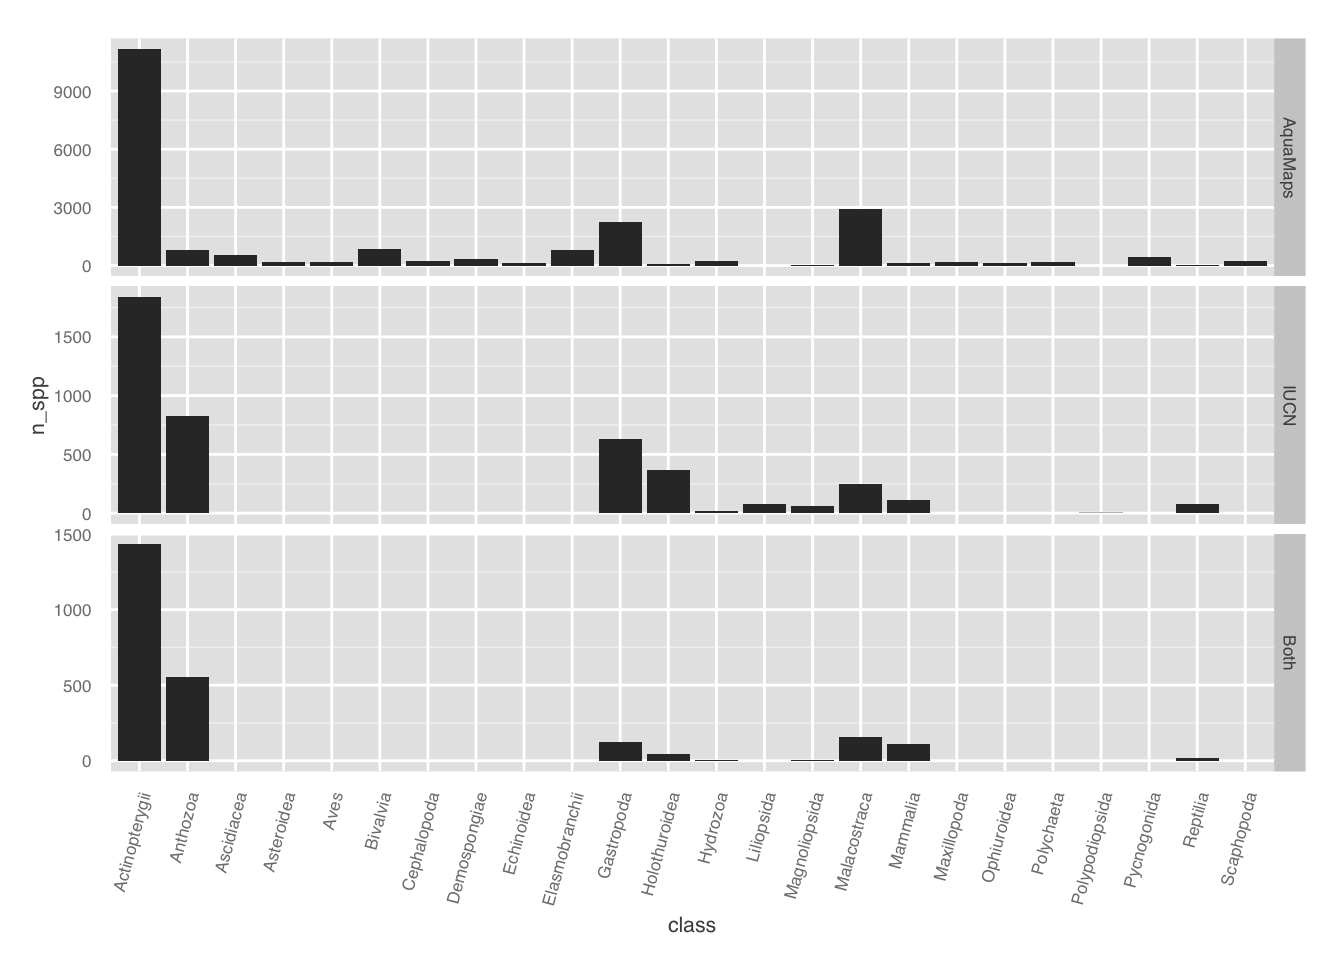 9000
6000
3000
0
AquaMaps
1500
1000
500
0
IUCN
1500
1000
500
0
Both
n_spp
Actinopterygii
Anthozoa
Ascidiacea
Asteroidea
Aves
Bivalvia
Cephalopoda
Demospongiae
Echinoidea
Elasmobranchii
Gastropoda
Holothuroidea
Hydrozoa
Liliopsida
Magnoliopsida
Malacostraca
Mammalia
Maxillopoda
Ophiuroidea
Polychaeta
Polypodiopsida
Pycnogonida
Reptilia
Scaphopoda
class